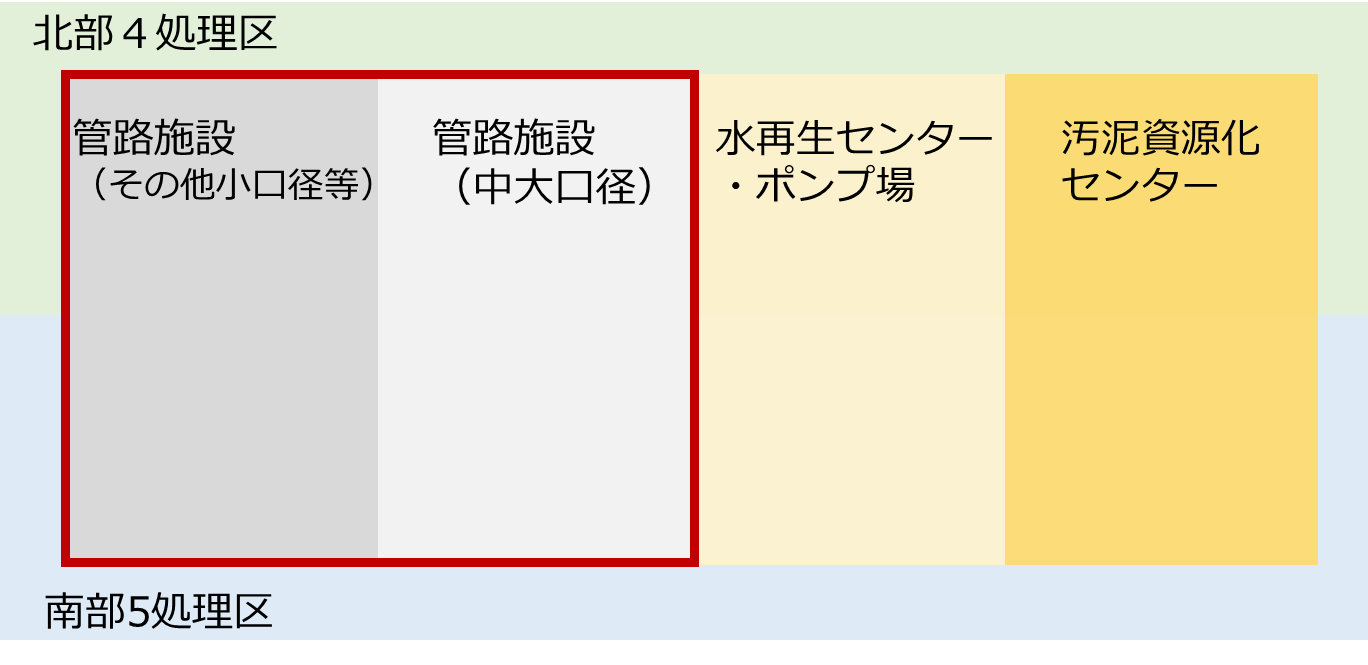 北部４処理区
管路施設
（その他小口径等）
管路施設
（中大口径）
水再生センター
・ポンプ場
汚泥資源化
センター
南部5処理区